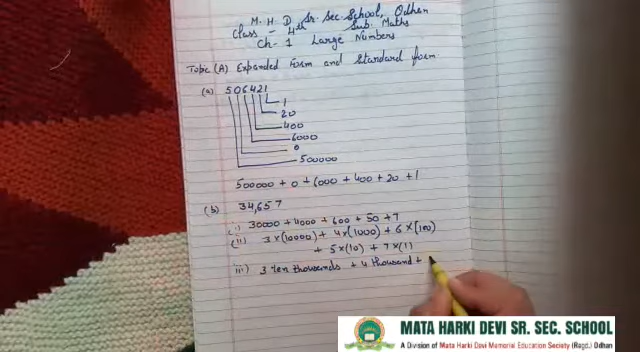 M. H. D. Sr. Sec. School, Odhan
Class - 4th Sub. Maths
Ch- 1 Large Numbers
Topic (A) Expanded Form and Standard form
(a) 506421
1
20
400
6000
0
500000
500000 + 0 + 6000 + 400 + 20 + 1
(b) 34,657
(i) 30000 + 4000 + 600 + 50 + 7
(ii) 3 x (10000) + 4 x (1000) + 6 x (100)
+ 5 x (10) + 7 x (1)
iii) 3 ten thousands + 4 thousand +
MATA HARKI DEVI SR. SEC. SCHOOL
A Division of Mata Harki Devi Memorial Education Society (Regd.) Odhan